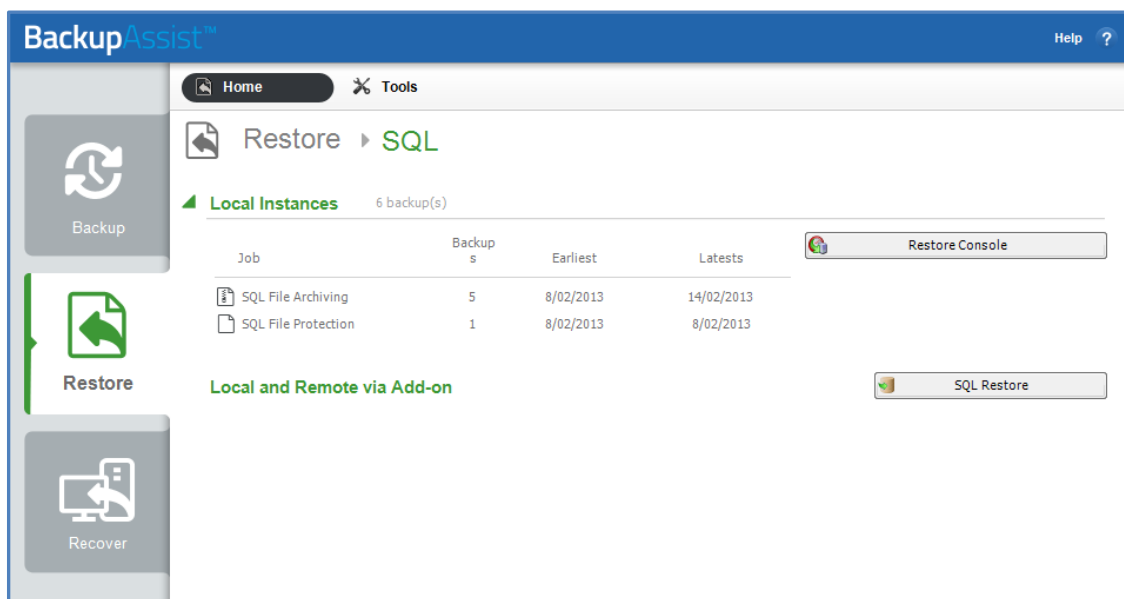 BackupAssist™
Help ?
Home Tools
Restore SQL
Local Instances 6 backup(s)
Backup
Job Backup
s Earliest Latests
Restore Console
SQL File Archiving 5 8/02/2013 14/02/2013
SQL File Protection 1 8/02/2013 8/02/2013
Restore
Local and Remote via Add-on SQL Restore
Recover